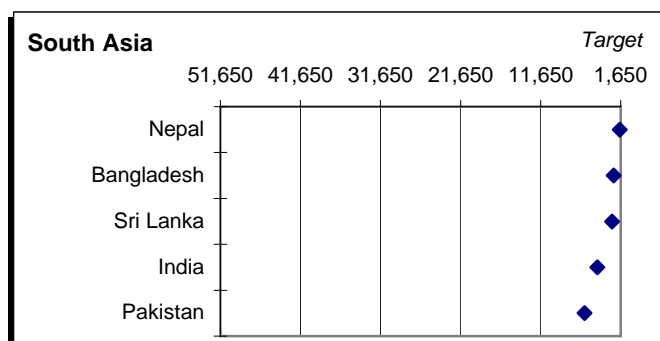 South Asia
Target
51,650 41,650 31,650 21,650 11,650 1,650
Nepal
Bangladesh
Sri Lanka
India
Pakistan